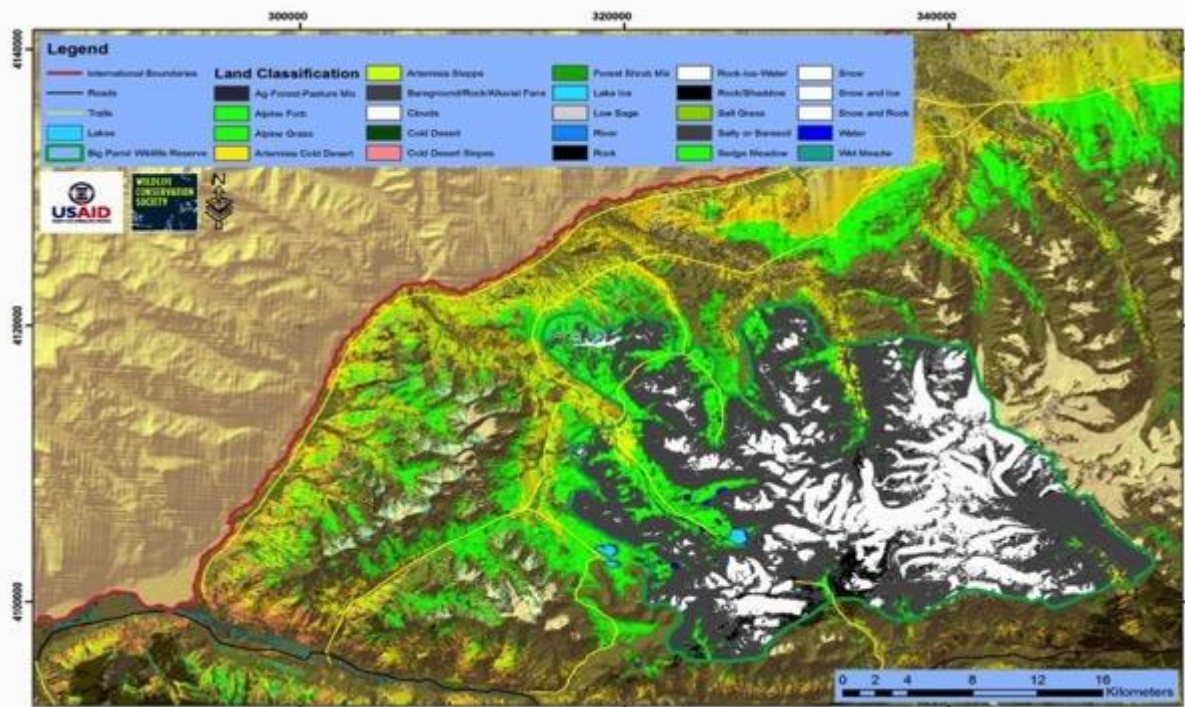 300000 320000 340000
4140000
4120000
4100000
Legend
International Boundaries
Roads
Trails
Lakes
Big Pamir Wildlife Reserve
Land Classification
Ag-Forest-Pasture Mix
Alpine Forb
Alpine Grass
Artemisia Cold Desert
Artemisia Steppe
Bareground/Rock/Alluvial Fans
Clouds
Cold Desert
Cold Desert Slopes
Forest Shrub Mix
Lake Ice
Low Sage
River
Rock
Rock-Ice-Water
Rock/Shaddow
Salt Grass
Salty or Baresoil
Sedge Meadow
Snow
Snow and Ice
Snow and Rock
Water
Wet Meadw
USAID
WILDLIFE
CONSERVATION
SOCIETY
N
0 2 4 8 12 16
Kilometers